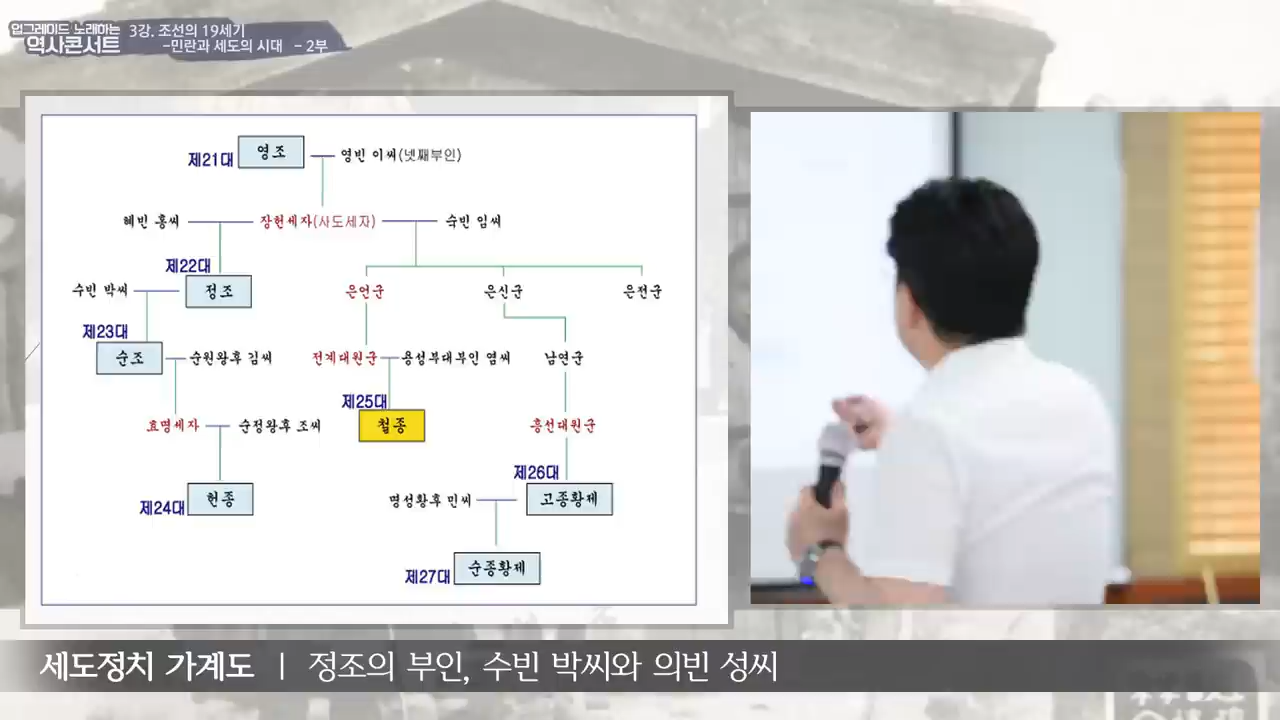 업그레이드 노래하는
역사콘서트
3강. 조선의 19세기
-민란과 세도의 시대 - 2부
제21대 영조 영빈 이씨(넷째부인)
혜빈 홍씨 장헌세자(사도세자) 숙빈 임씨
제22대
수빈 박씨 정조 은언군 은신군 은전군
제23대
순조 순원왕후 김씨 전계대원군 용성부대부인 염씨 남연군
제25대
효명세자 순정왕후 조씨 철종 흥선대원군
제26대
제24대 헌종 명성황후 민씨 고종황제
제27대 순종황제
세도정치 가계도 | 정조의 부인, 수빈 박씨와 의빈 성씨